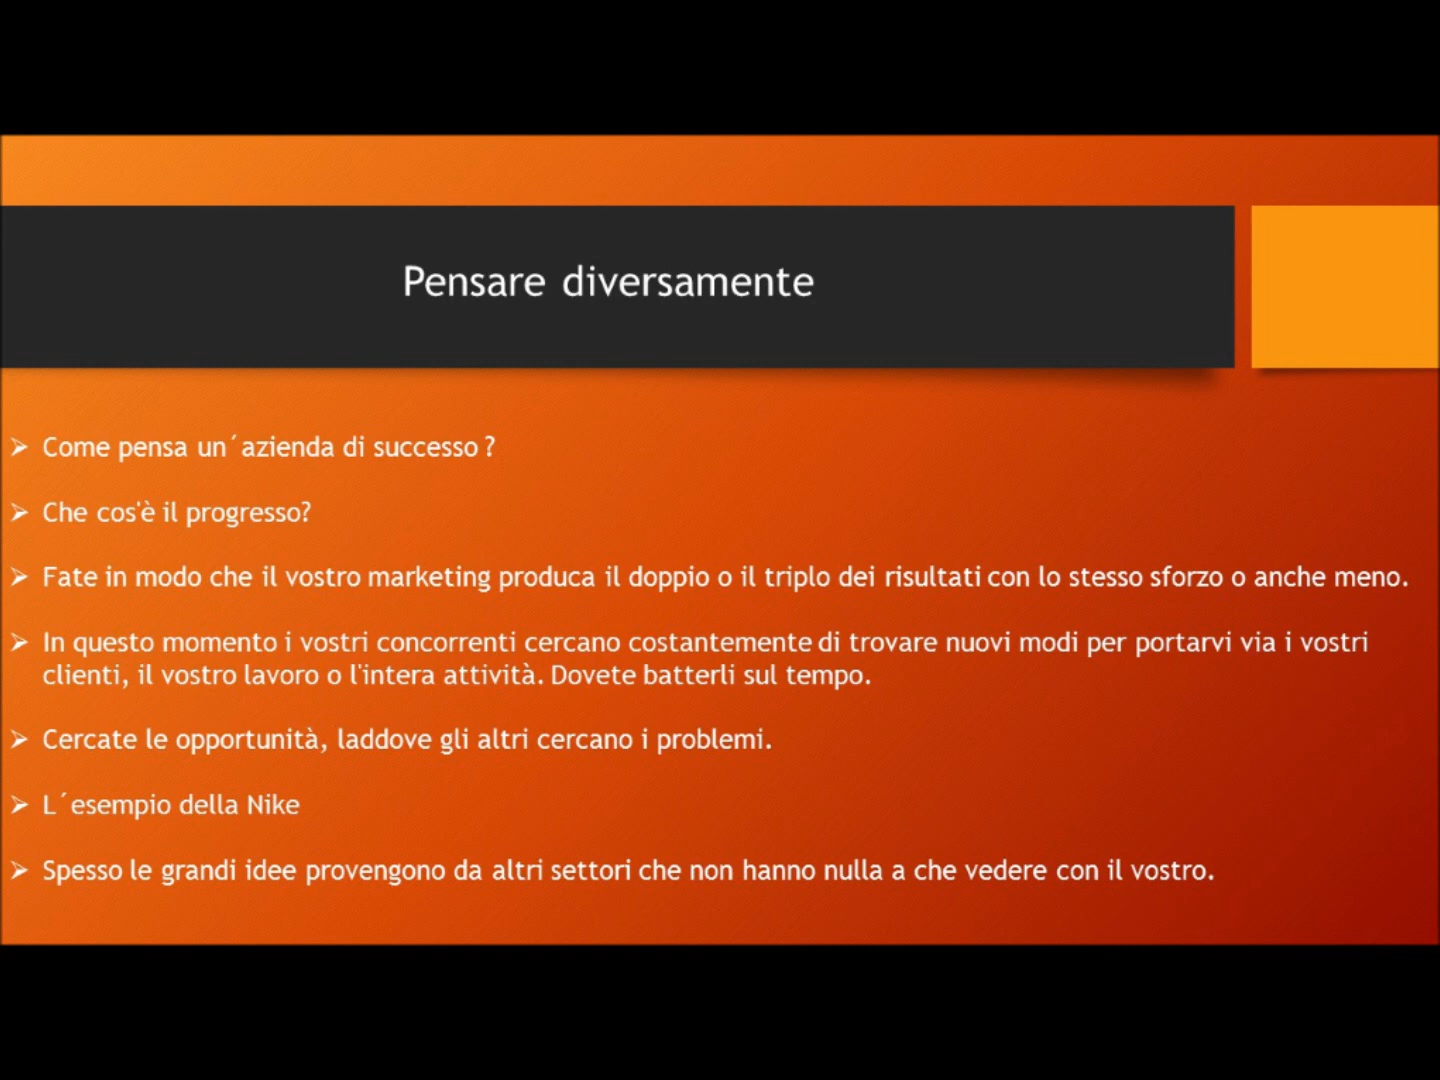 Pensare diversamente
Come pensa un´azienda di successo ?
Che cos'è il progresso?
Fate in modo che il vostro marketing produca il doppio o il triplo dei risultati con lo stesso sforzo o anche meno.
In questo momento i vostri concorrenti cercano costantemente di trovare nuovi modi per portarvi via i vostri
clienti, il vostro lavoro o l'intera attività. Dovete batterli sul tempo.
Cercate le opportunità, laddove gli altri cercano i problemi.
L´esempio della Nike
Spesso le grandi idee provengono da altri settori che non hanno nulla a che vedere con il vostro.